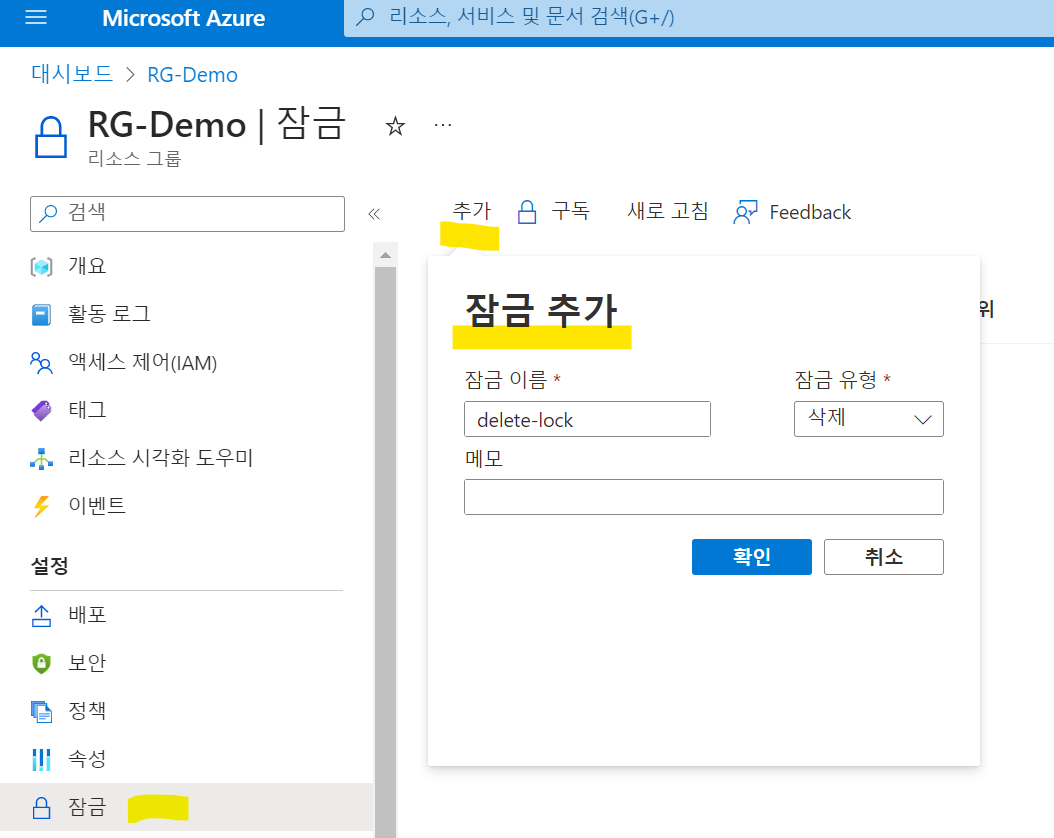 Microsoft Azure
리소스, 서비스 및 문서 검색(G+/)
대시보드 > RG-Demo
RG-Demo | 잠금 ☆ ...
리소스 그룹
검색 «
개요
활동 로그
액세스 제어(IAM)
태그
리소스 시각화 도우미
이벤트
설정
배포
보안
정책
속성
잠금
추가 구독 새로 고침 Feedback
위
잠금 추가
잠금 이름 * 잠금 유형 *
delete-lock 삭제
메모
확인 취소